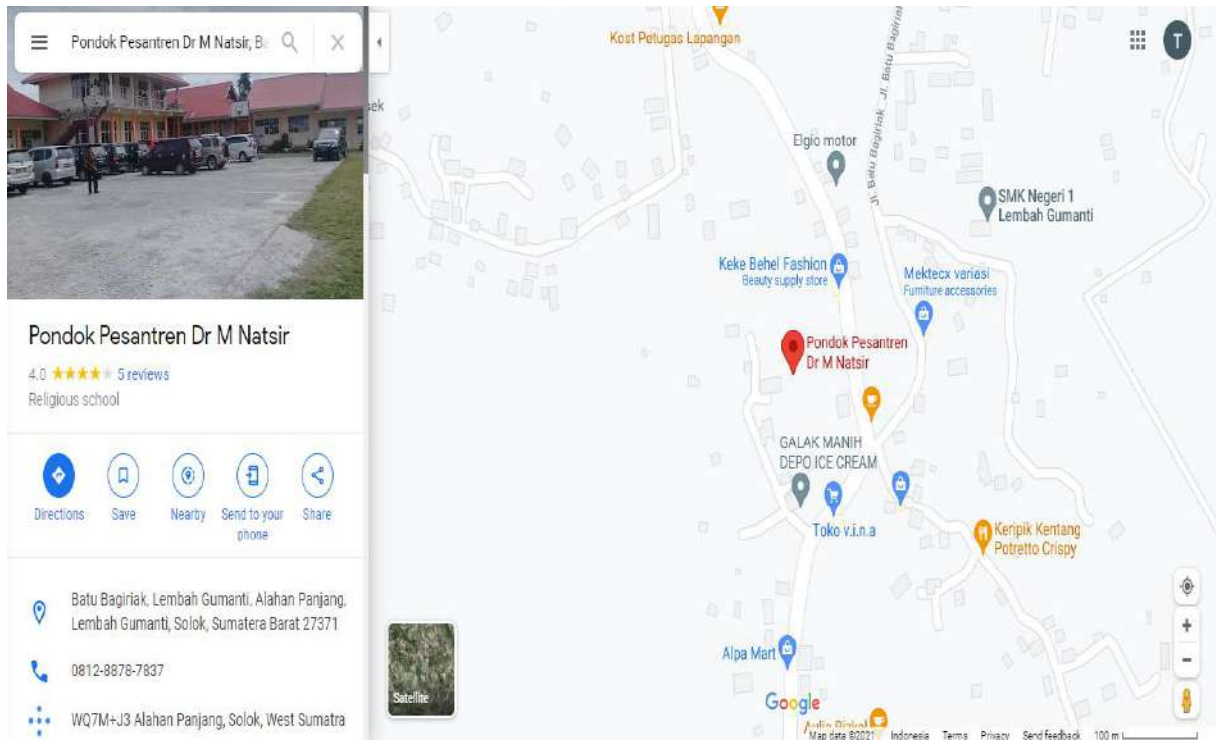 Pondok Pesantren Dr M Natsir, Ba
Pondok Pesantren Dr M Natsir
4.0
5 reviews
Religious school
Directions
Save
Nearby
Send to your
phone
Share
Batu Bagiriak, Lembah Gumanti, Alahan Panjang,
Lembah Gumanti, Solok, Sumatera Barat 27371
0812-8878-7837
WQ7M+J3 Alahan Panjang, Solok, West Sumatra
sek
Kost Petugas Lapangan
T
Jl. Batu Bagiriak
Jl. Batu Bagiriak
Elgio motor
SMK Negeri 1
Lembah Gumanti
Keke Behel Fashion
Beauty supply store
Mektecx variasi
Furniture accessories
Pondok Pesantren
Dr M Natsir
GALAK MANIH
DEPO ICE CREAM
Toko v.i.n.a
Keripik Kentang
Potretto Crispy
Alpa Mart
Satellite
Google
Map data ©2021
Indonesia
Terms
Privacy
Send feedback
100 m